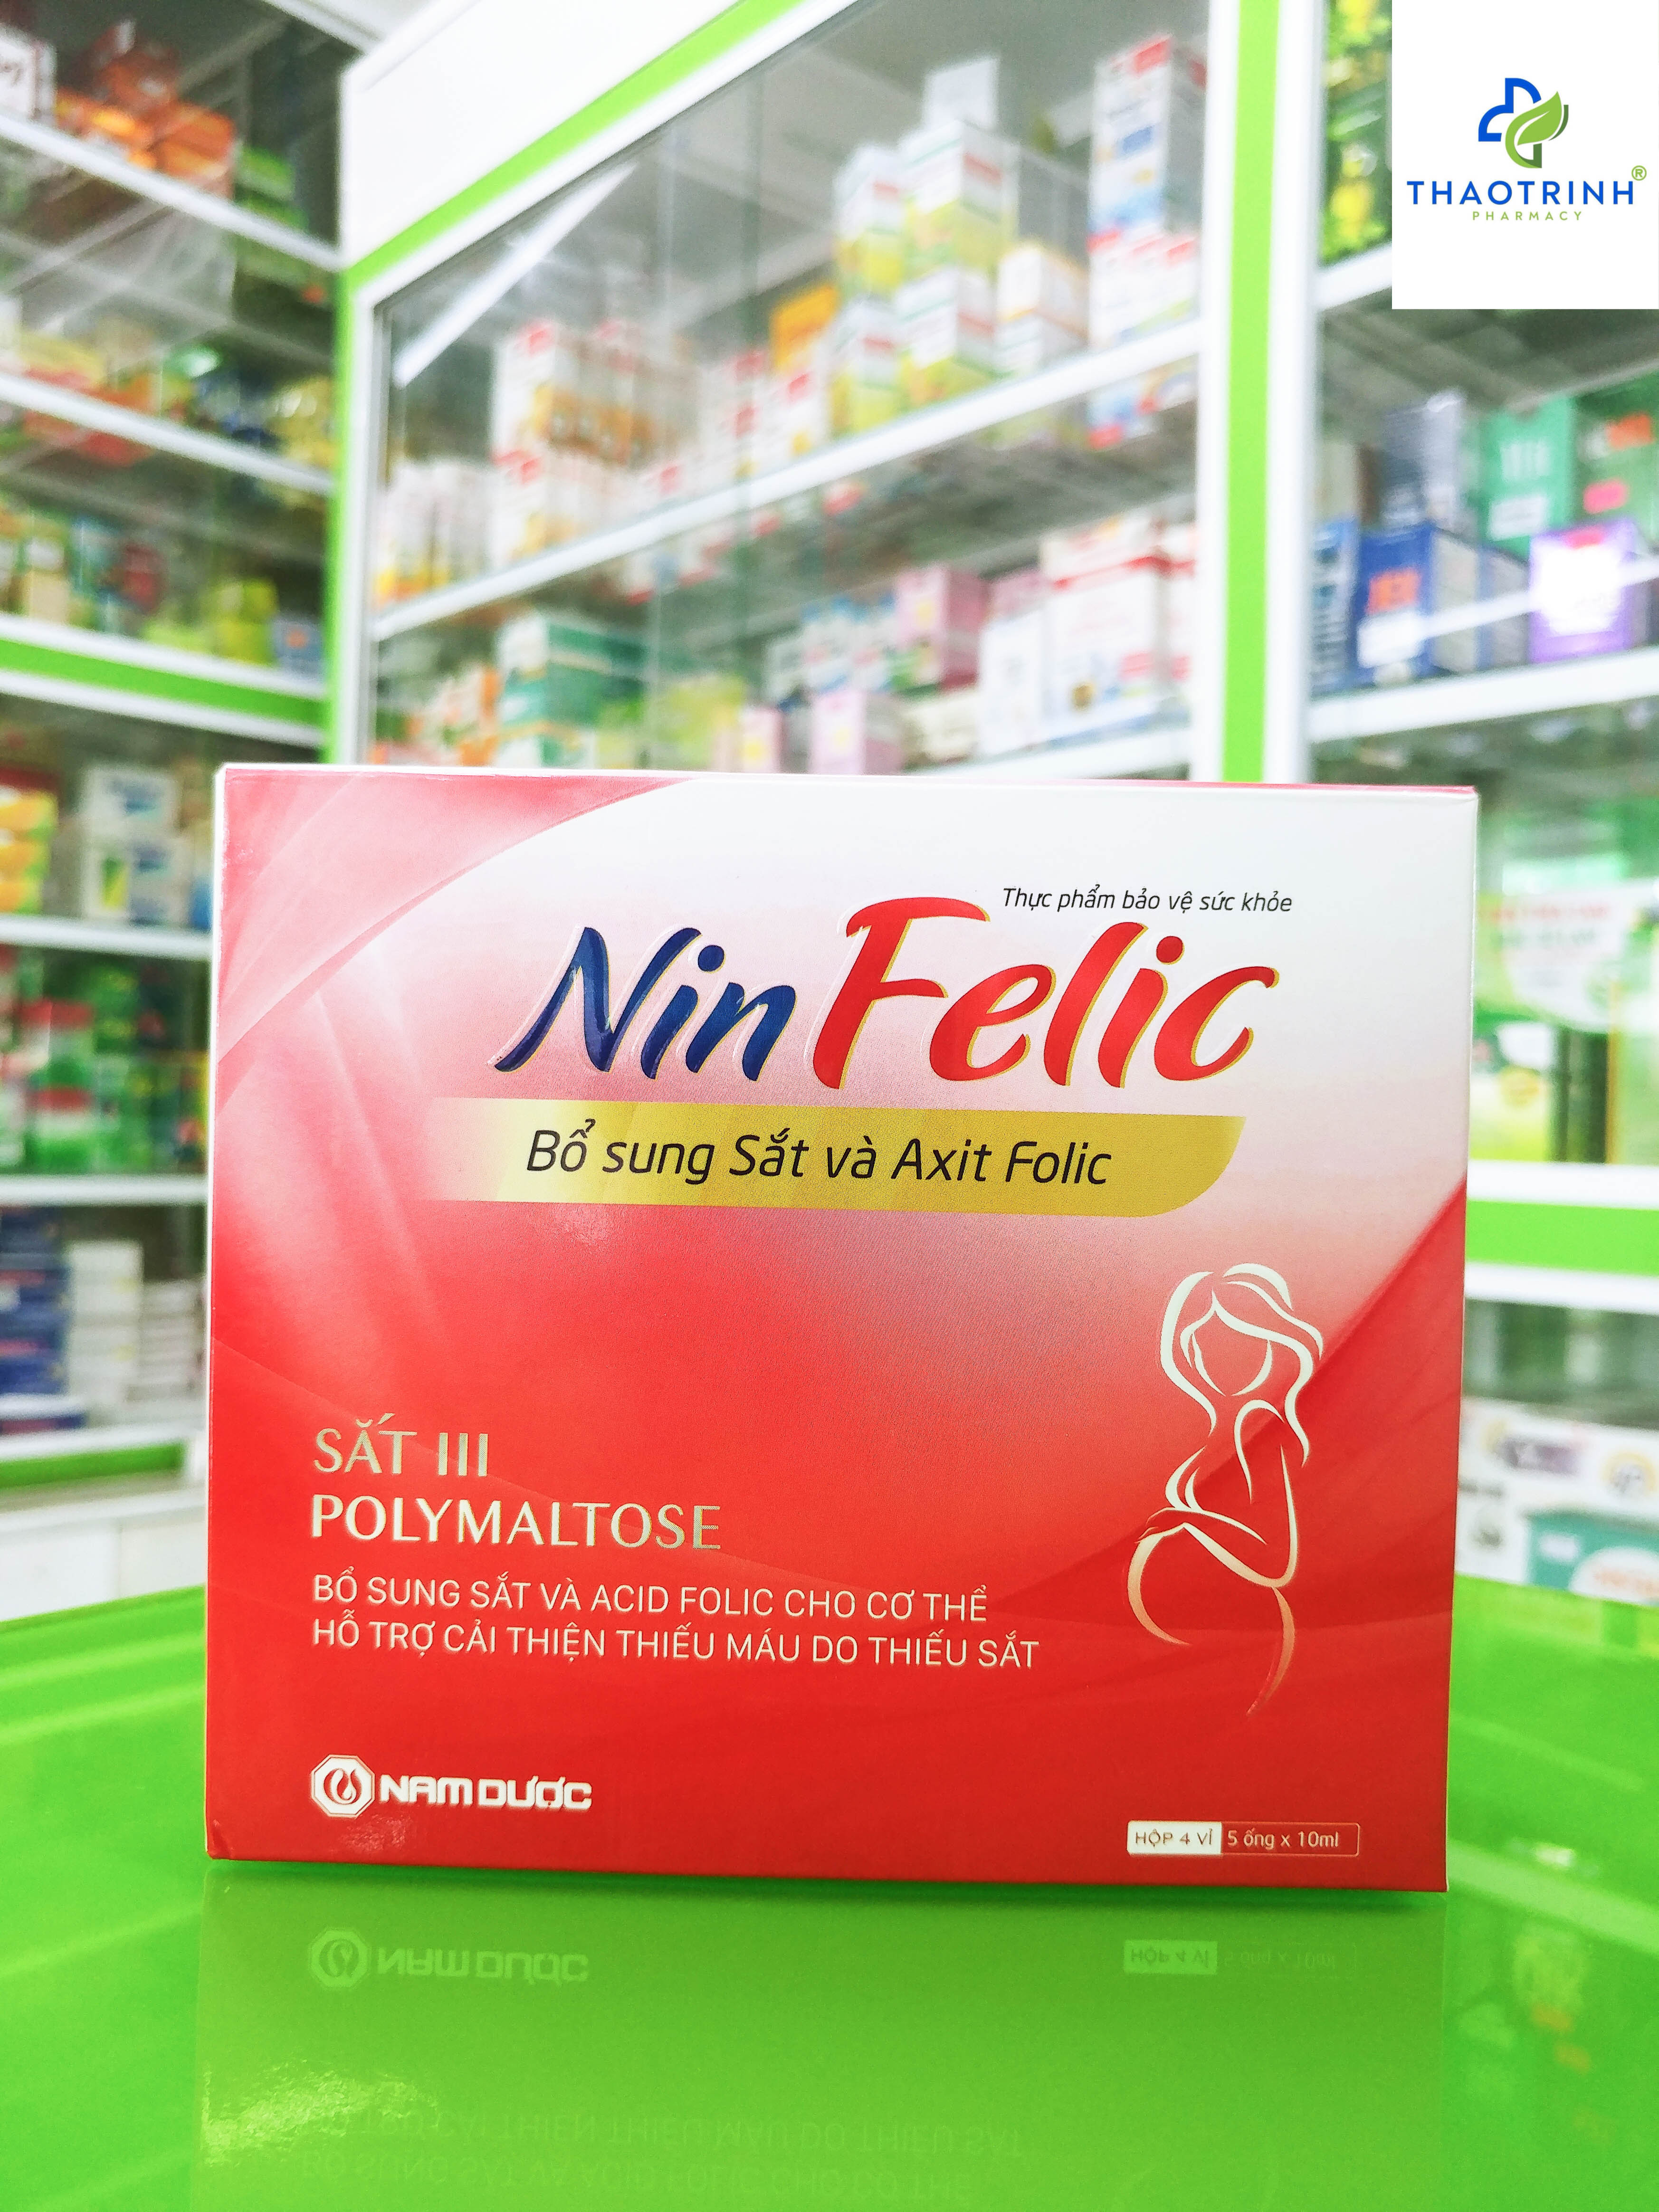 THAOTRINH®
PHARMACY
Thực phẩm bảo vệ sức khỏe
NinFelic
Bổ sung Sắt và Axit Folic
SẮT III
POLYMALTOSE
BỔ SUNG SẮT VÀ ACID FOLIC CHO CƠ THỂ
HỖ TRỢ CẢI THIỆN THIẾU MÁU DO THIẾU SẮT
NAM DƯỢC
HỘP 4 VỈ 5 ống x 10ml